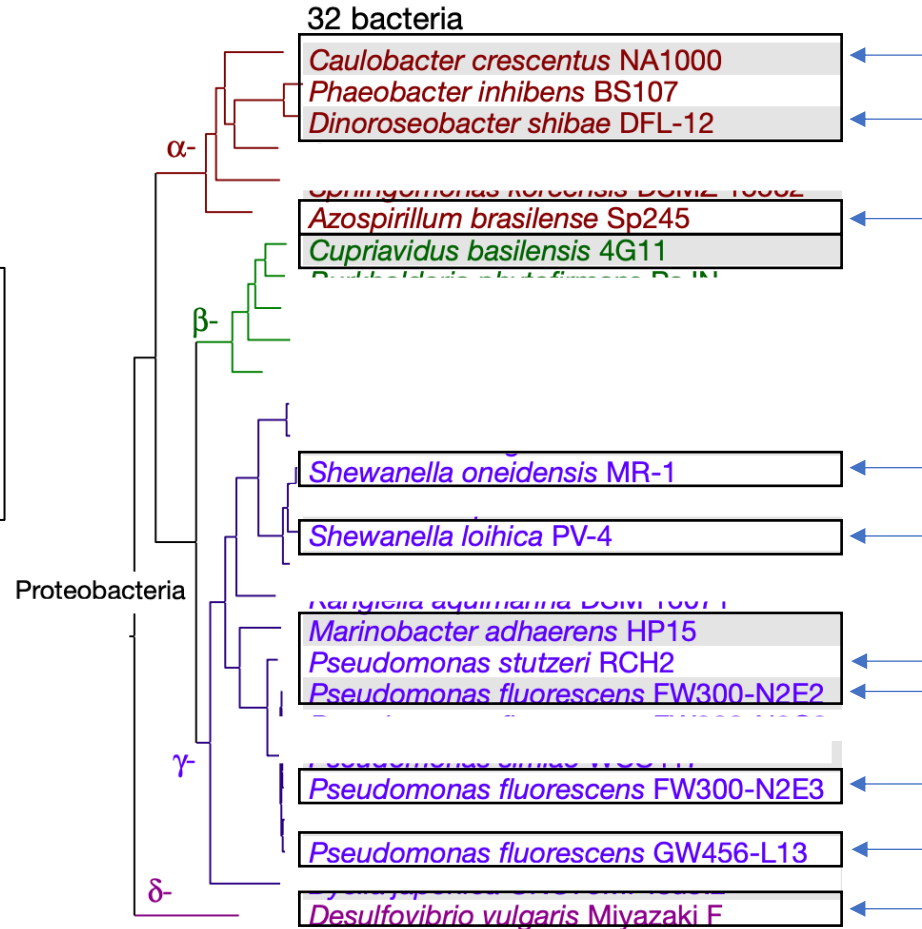 32 bacteria
Caulobacter crescentus NA1000
Phaeobacter inhibens BS107
Dinoroseobacter shibae DFL-12
α-
Azospirillum brasilense Sp245
Cupriavidus basilensis 4G11
β-
Shewanella oneidensis MR-1
Shewanella loihica PV-4
Proteobacteria
Marinobacter adhaerens HP15
Pseudomonas stutzeri RCH2
Pseudomonas fluorescens FW300-N2E2
γ-
Pseudomonas fluorescens FW300-N2E3
Pseudomonas fluorescens GW456-L13
δ-
Desulfovibrio vulgaris Miyazaki F